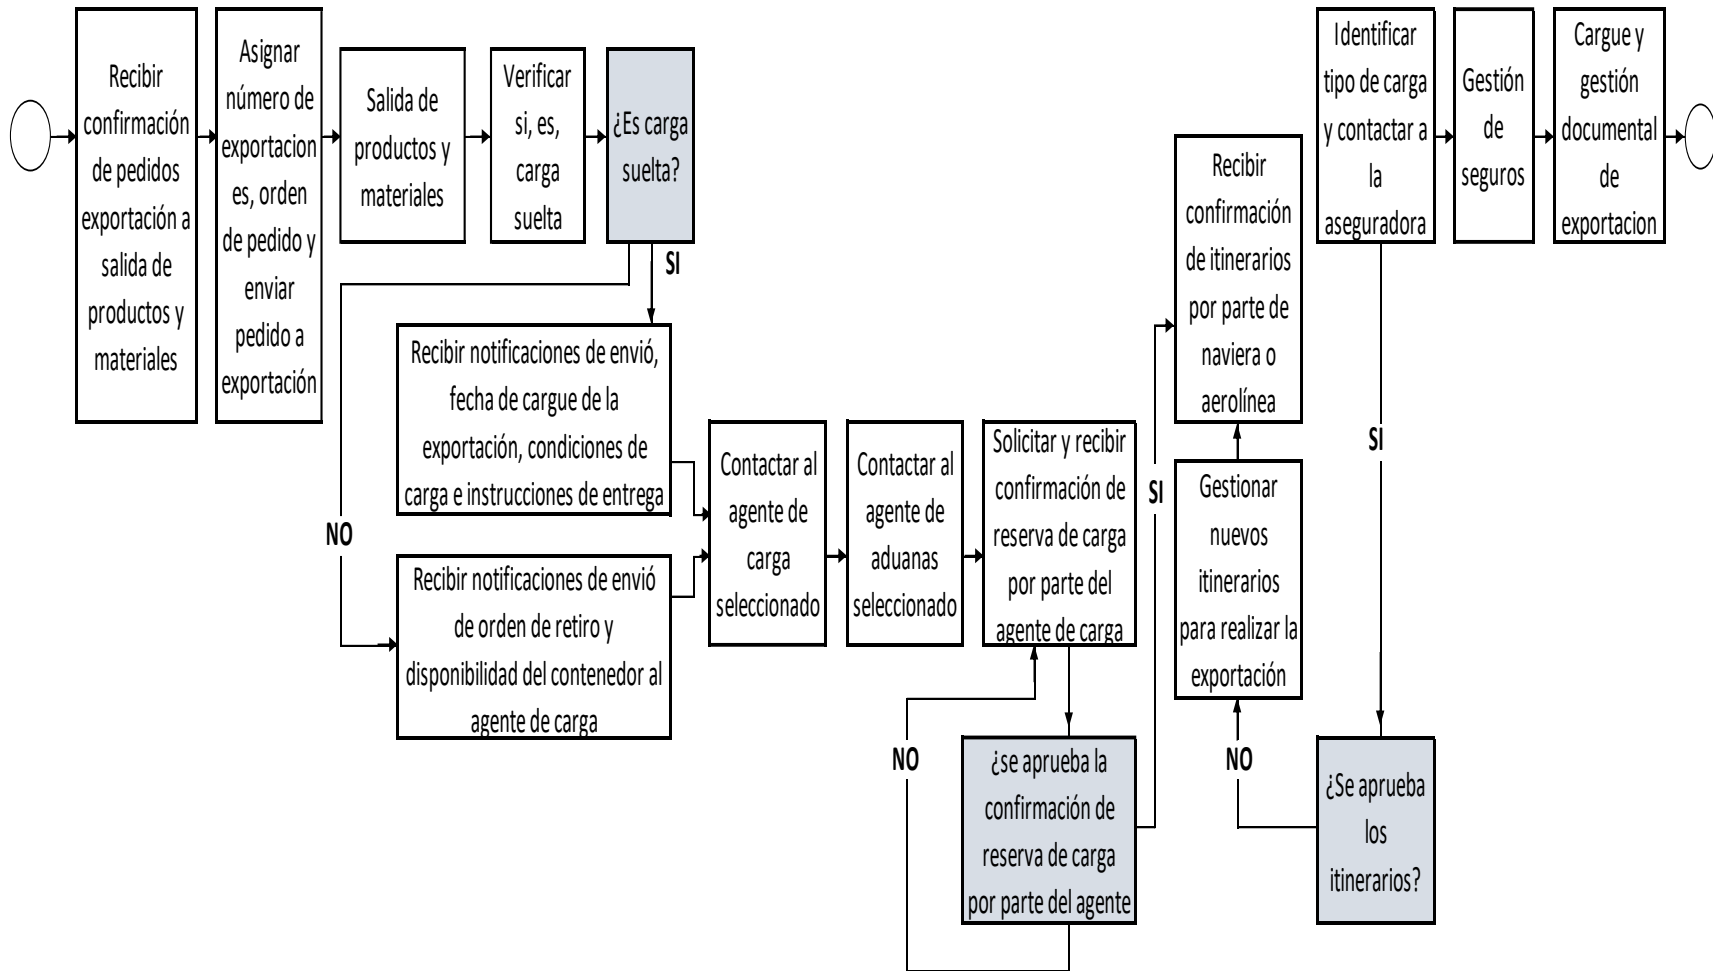 Recibir
confirmación
de pedidos
exportación a
salida de
productos y
materiales
Asignar
número de
exportacion
es, orden
de pedido y
enviar
pedido a
exportación
Salida de
productos y
materiales
Verificar
si, es,
carga
suelta
¿Es carga
suelta?
SI
NO
Recibir notificaciones de envió,
fecha de cargue de la
exportación, condiciones de
carga e instrucciones de entrega
Recibir notificaciones de envió
de orden de retiro y
disponibilidad del contenedor al
agente de carga
Contactar al
agente de
carga
seleccionado
Contactar al
agente de
aduanas
seleccionado
Solicitar y recibir
confirmación de
reserva de carga
por parte del
agente de carga
¿se aprueba la
confirmación de
reserva de carga
por parte del agente
NO
SI
Recibir
confirmación
de itinerarios
por parte de
naviera o
aerolínea
Gestionar
nuevos
itinerarios
para realizar la
exportación
NO
¿Se aprueba
los
itinerarios?
SI
Identificar
tipo de carga
y contactar a
la
aseguradora
Gestión
de
seguros
Cargue y
gestión
documental
de
exportacion